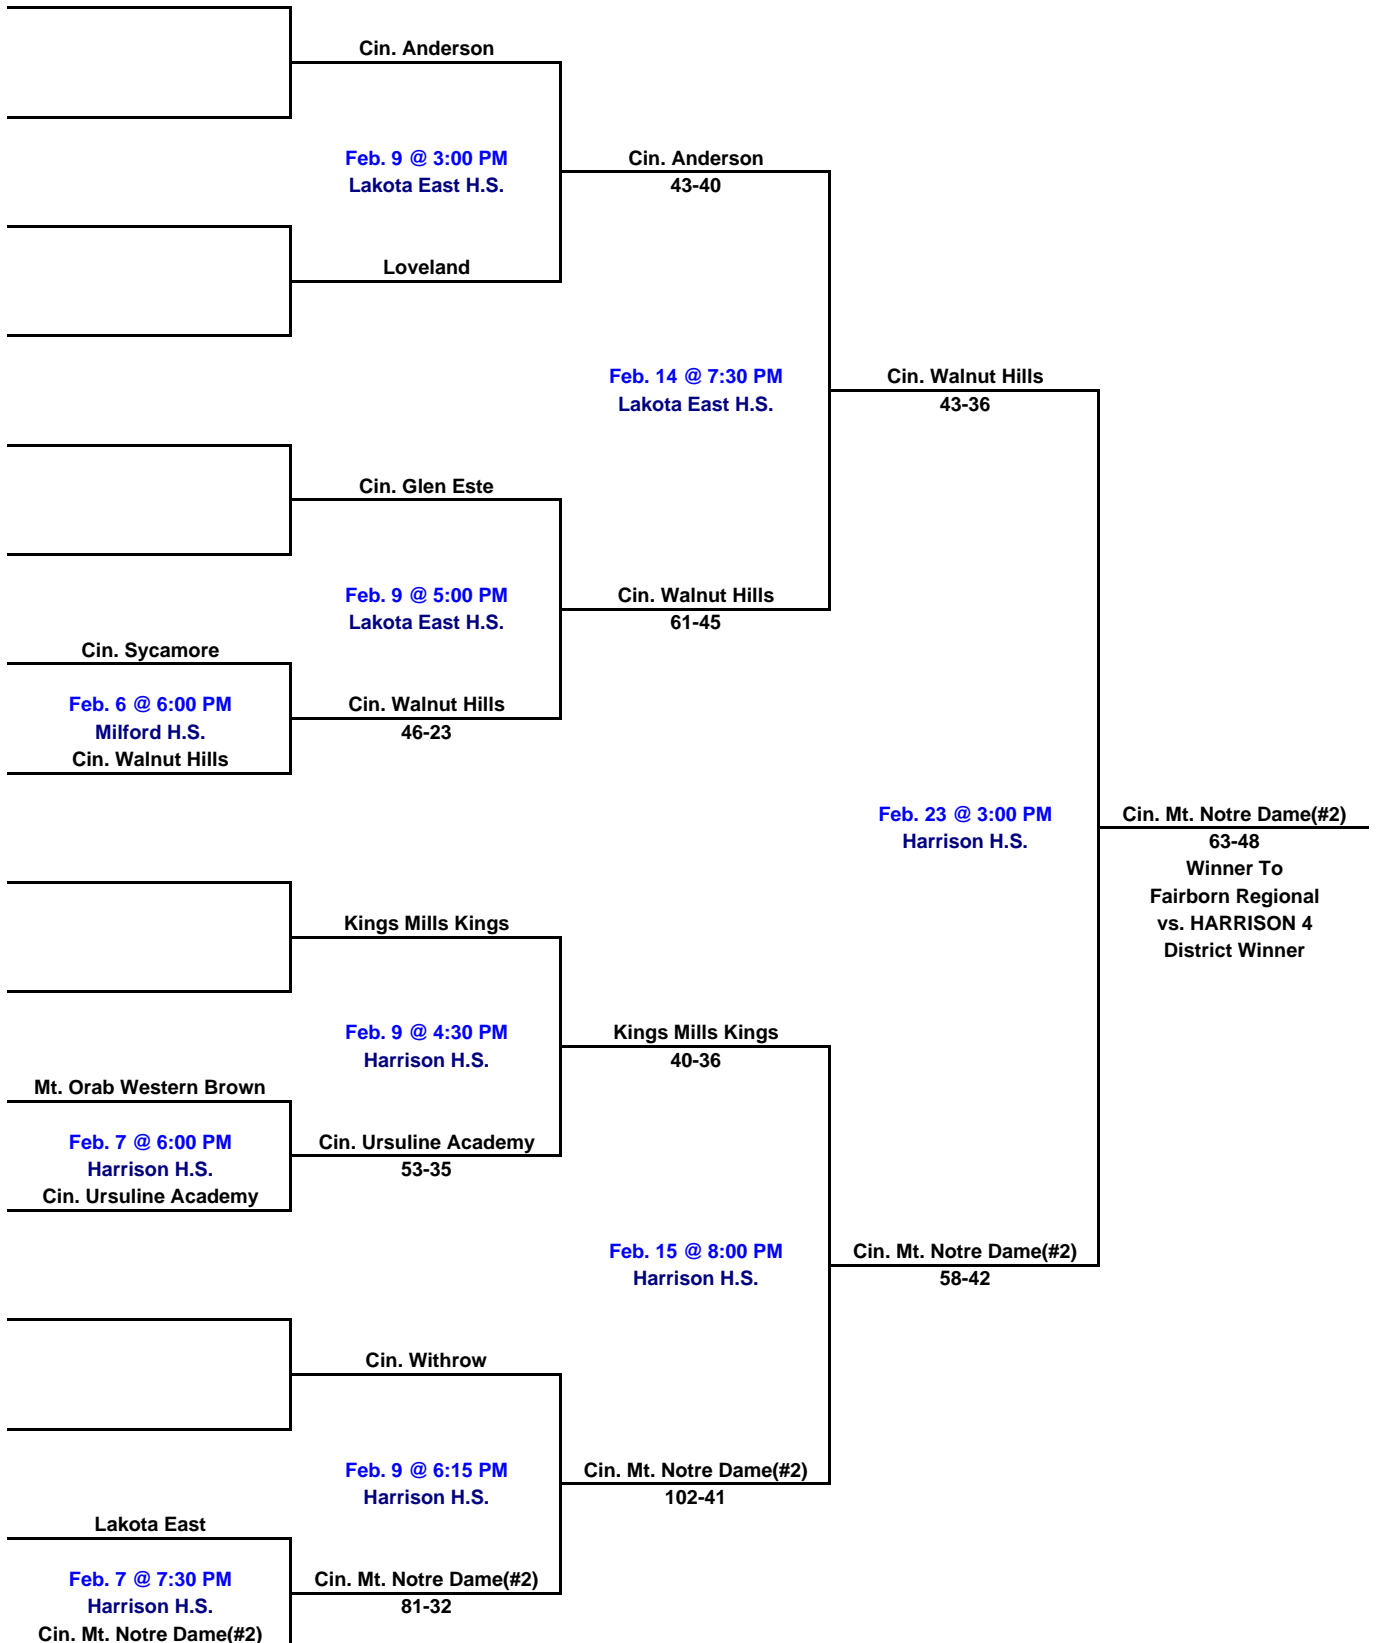 Cin. Anderson
Feb. 9 @ 3:00 PM
Lakota East H.S.
Cin. Anderson
43-40
Loveland
Feb. 14 @ 7:30 PM
Lakota East H.S.
Cin. Walnut Hills
43-36
Cin. Glen Este
Feb. 9 @ 5:00 PM
Lakota East H.S.
Cin. Walnut Hills
61-45
Cin. Sycamore
Feb. 6 @ 6:00 PM
Milford H.S.
Cin. Walnut Hills
Cin. Walnut Hills
46-23
Feb. 23 @ 3:00 PM
Harrison H.S.
Cin. Mt. Notre Dame(#2)
63-48
Winner To
Fairborn Regional
vs. HARRISON 4
District Winner
Kings Mills Kings
Feb. 9 @ 4:30 PM
Harrison H.S.
Kings Mills Kings
40-36
Mt. Orab Western Brown
Feb. 7 @ 6:00 PM
Harrison H.S.
Cin. Ursuline Academy
Cin. Ursuline Academy
53-35
Feb. 15 @ 8:00 PM
Harrison H.S.
Cin. Mt. Notre Dame(#2)
58-42
Cin. Withrow
Feb. 9 @ 6:15 PM
Harrison H.S.
Cin. Mt. Notre Dame(#2)
102-41
Lakota East
Feb. 7 @ 7:30 PM
Harrison H.S.
Cin. Mt. Notre Dame(#2)
Cin. Mt. Notre Dame(#2)
81-32